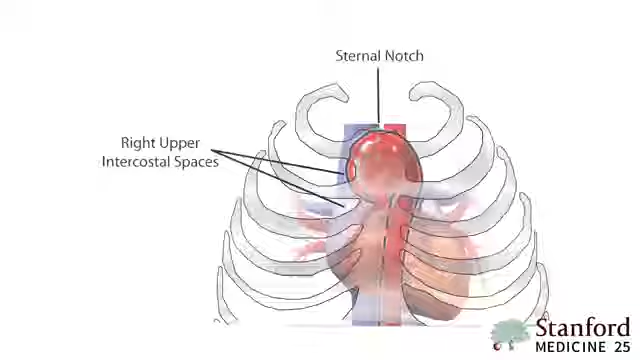 Sternal Notch
Right Upper
Intercostal Spaces
Stanford
MEDICINE 25